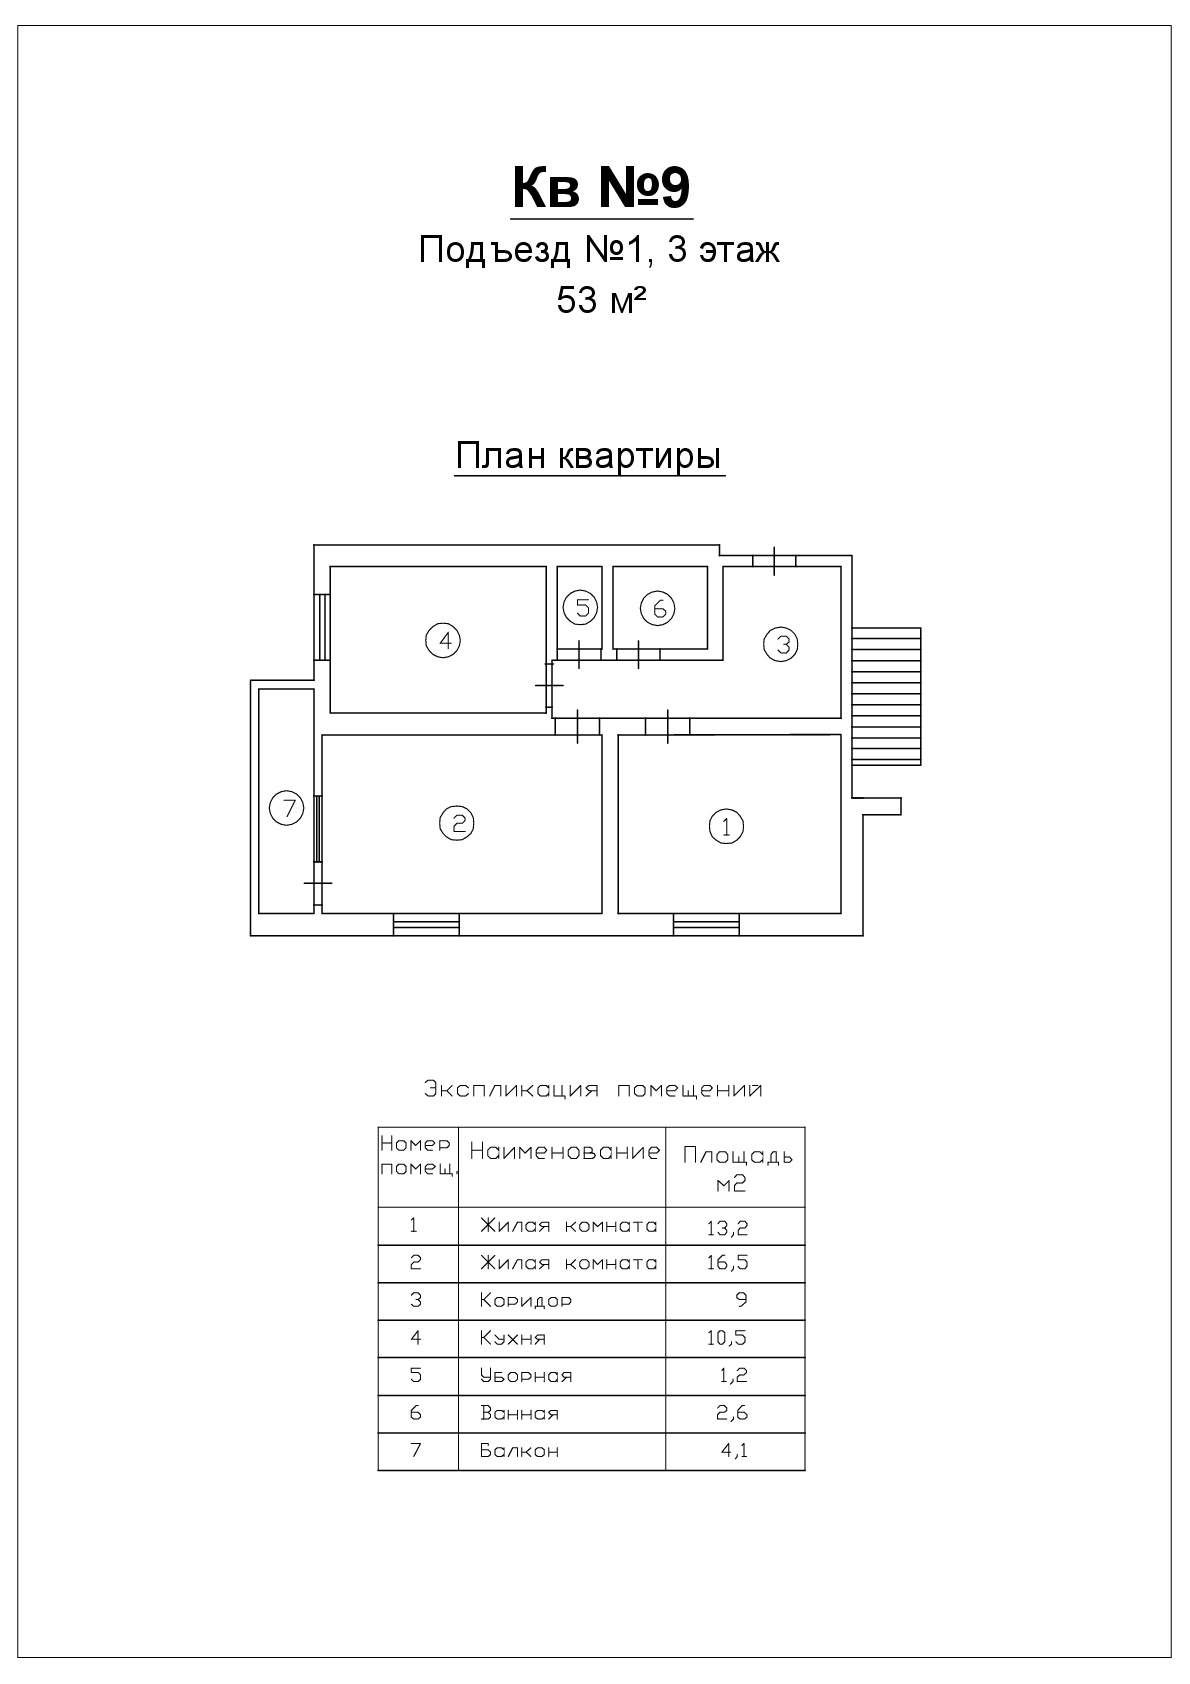 Кв №9
Подъезд №1, 3 этаж
53 м²
План квартиры
5
6
4
3
7
2
1
Экспликация помещений
Номер помещ. Наименование Площадь м2
1 Жилая комната 13,2
2 Жилая комната 16,5
3 Коридор 9
4 Кухня 10,5
5 Уборная 1,2
6 Ванная 2,6
7 Балкон 4,1